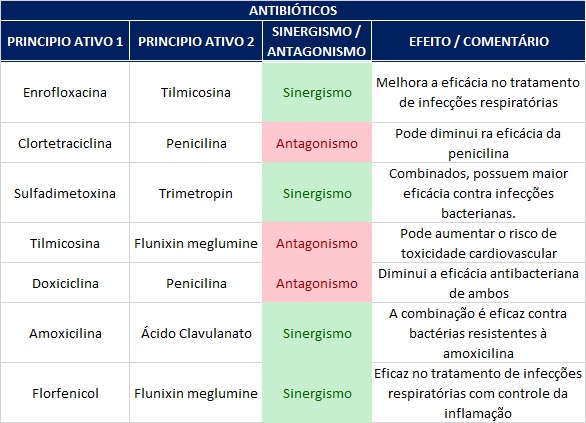 ANTIBIÓTICOS
PRINCIPIO ATIVO 1 PRINCIPIO ATIVO 2 SINERGISMO / ANTAGONISMO EFEITO / COMENTÁRIO
Enrofloxacina Tilmicosina Sinergismo Melhora a eficácia no tratamento
de infecções respiratórias
Clortetraciclina Penicilina Antagonismo Pode diminui ra eficácia da
penicilina
Sulfadimetoxina Trimetropin Sinergismo Combinados, possuem maior
eficácia contra infecções
bacterianas.
Tilmicosina Flunixin meglumine Antagonismo Pode aumentar o risco de
toxicidade cardiovascular
Doxiciclina Penicilina Antagonismo Diminui a eficácia antibacteriana
de ambos
Amoxicilina Ácido Clavulanato Sinergismo A combinação é eficaz contra
bactérias resistentes à
amoxicilina
Florfenicol Flunixin meglumine Sinergismo Eficaz no tratamento de infecções
respiratórias com controle da
inflamação